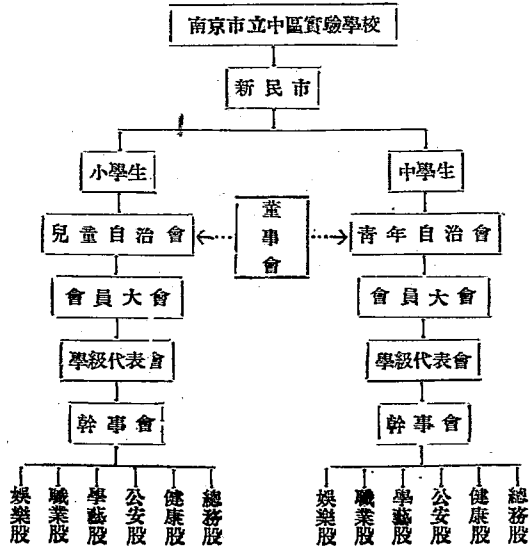 組織系統
南京市立中區實驗學校
新民市
小學生
中學生
董事會
兒童自治會
青年自治會
會員大會
會員大會
學級代表會
學級代表會
幹事會
幹事會
總務股
健康股
公安股
學藝股
職業股
娛樂股
總務股
健康股
公安股
學藝股
職業股
娛樂股